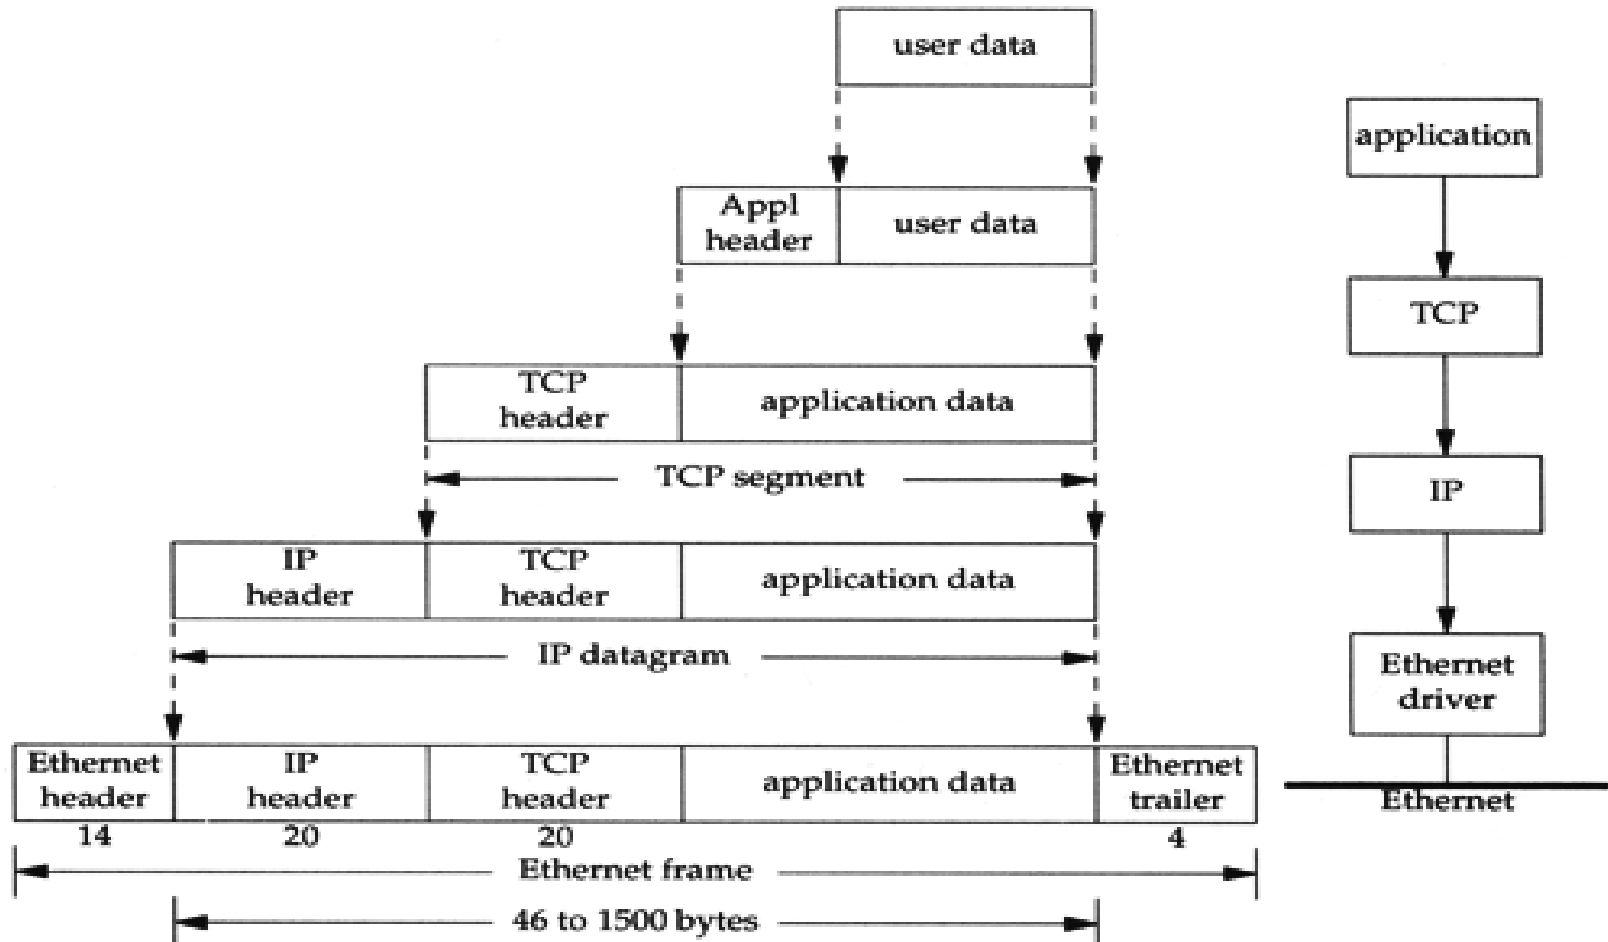 user data
application
Appl
header
user data
TCP
TCP
header
application data
TCP segment
IP
IP
header
TCP
header
application data
IP datagram
Ethernet
driver
Ethernet
header
IP
header
TCP
header
application data
Ethernet
trailer
Ethernet
14
20
20
4
Ethernet frame
46 to 1500 bytes